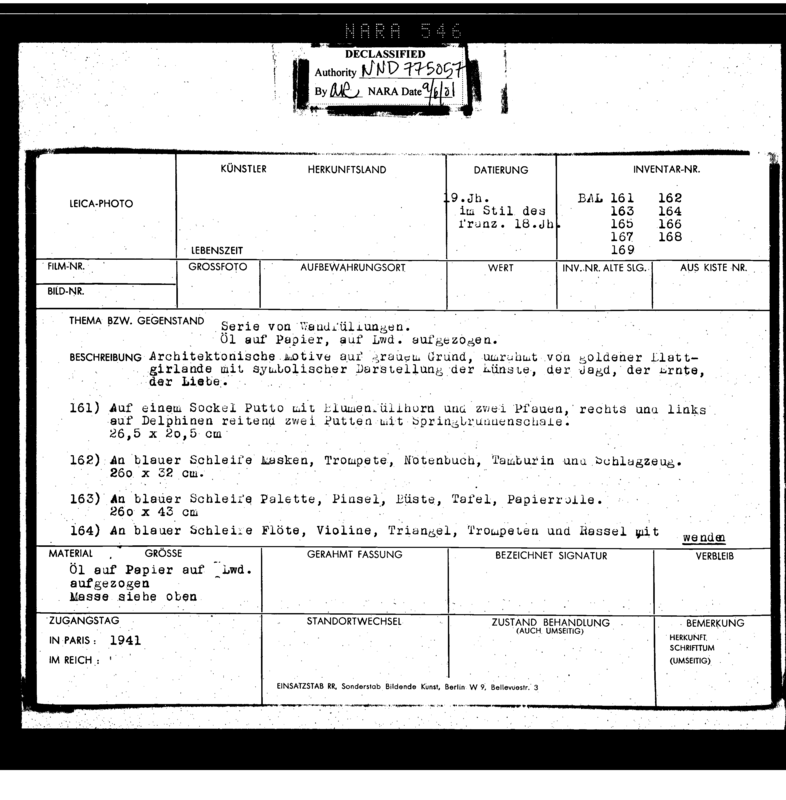 NARA 546
DECLASSIFIED
Authority NND 775057
By NARA Date
KÜNSTLER HERKUNFTSLAND DATIERUNG INVENTAR-NR.
LEICA-PHOTO
19.Jh.
im Stil des
franz. 18.Jh.
BAL 161 162
163 164
165 166
167 168
169
LEBENSZEIT
FILM-NR. GROSSFOTO AUFBEWAHRUNGSORT WERT INV.NR. ALTE SLG. AUS KISTE NR.
BILD-NR.
THEMA BZW. GEGENSTAND Serie von Wandfüllungen.
Öl auf Papier, auf Lwd. aufgezogen.
BESCHREIBUNG Architektonische Motive auf grauem Grund, umrahmt von goldener Blatt-
girlande mit symbolischer Darstellung der Künste, der Jagd, der Ernte,
der Liebe.
161) Auf einem Sockel Putto mit Blumenfüllhorn und zwei Pfauen, rechts und links
auf Delphinen reitend zwei Putten mit Springbrunnenschale.
26,5 x 20,5 cm
162) An blauer Schleife Masken, Trompete, Notenbuch, Tamburin und Schlagzeug.
260 x 32 cm.
163) An blauer Schleife Palette, Pinsel, Büste, Tafel, Papierrolle.
260 x 43 cm
164) An blauer Schleife Flöte, Violine, Triangel, Trompeten und Rassel mit
wenden
MATERIAL GRÖSSE GERAHMT FASSUNG BEZEICHNET SIGNATUR VERBLEIB
Öl auf Papier auf Lwd.
aufgezogen
Masse siehe oben
ZUGANGSTAG STANDORTWECHSEL ZUSTAND BEHANDLUNG BEMERKUNG
(AUCH UMSEITIG)
IN PARIS: 1941
HERKUNFT
SCHRIFTTUM
IM REICH:
(UMSEITIG)
EINSATZSTAB RR, Sonderstab Bildende Kunst, Berlin W 9, Bellevuestr. 3